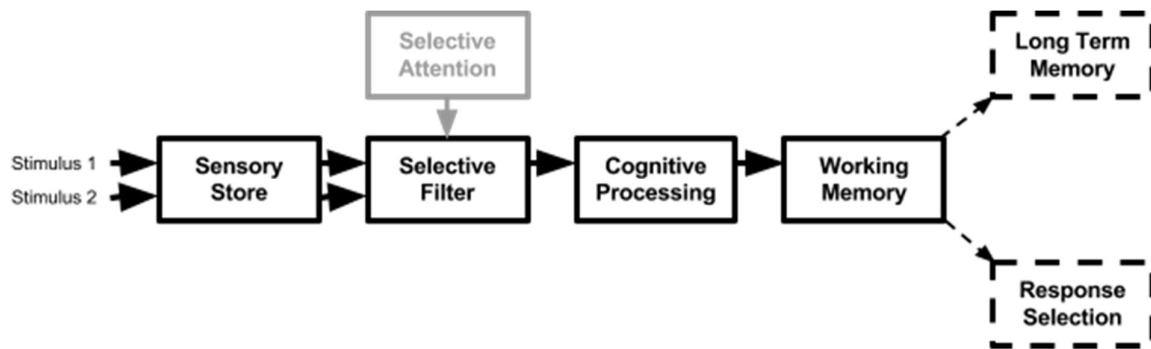 Selective
Attention
Long Term
Memory
Stimulus 1
Stimulus 2
Sensory
Store
Selective
Filter
Cognitive
Processing
Working
Memory
Response
Selection